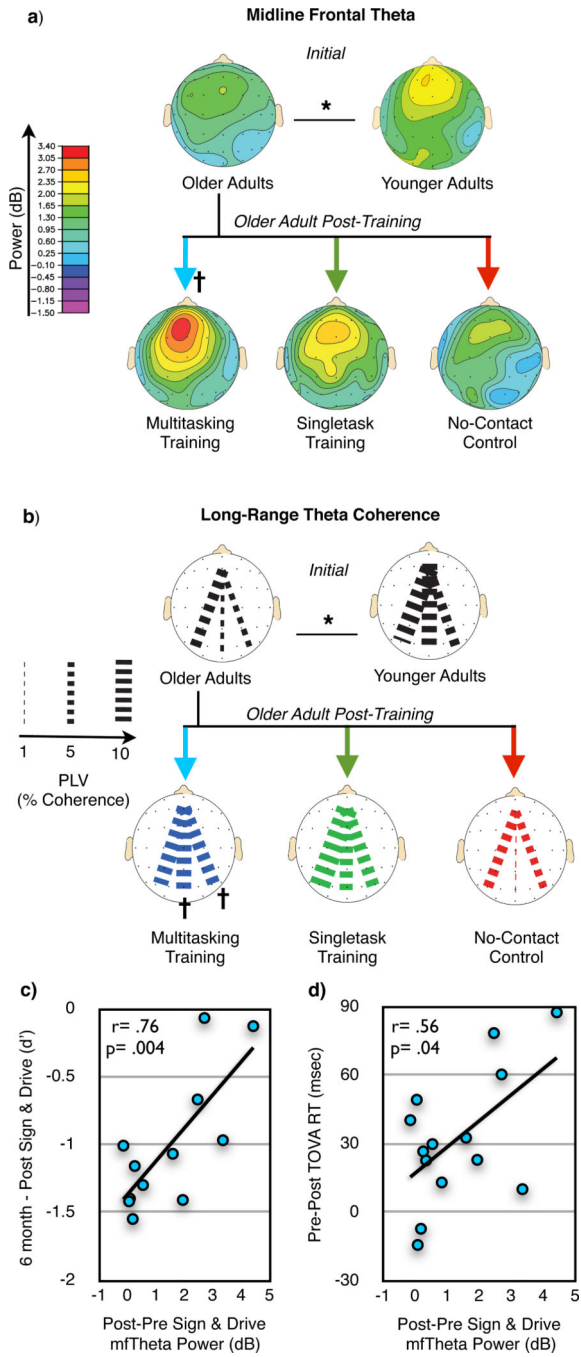 a)
Midline Frontal Theta
Initial
*
Older Adults
Younger Adults
Power (dB)
3.40
3.05
2.70
2.35
2.00
1.65
1.30
0.95
0.60
0.25
-0.10
-0.45
-0.80
-1.15
-1.50
Older Adult Post-Training
†
Multitasking
Training
Singletask
Training
No-Contact
Control
b)
Long-Range Theta Coherence
Initial
*
Older Adults
Younger Adults
1 5 10
PLV
(% Coherence)
Older Adult Post-Training
† †
Multitasking
Training
Singletask
Training
No-Contact
Control
c)
r= .76
p= .004
6 month - Post Sign & Drive (d')
0
-0.5
-1
-1.5
-2
-1 0 1 2 3 4 5
Post-Pre Sign & Drive
mfTheta Power (dB)
d)
r= .56
p= .04
Pre-Post TOVA RT (msec)
90
60
30
0
-30
-1 0 1 2 3 4 5
Post-Pre Sign & Drive
mfTheta Power (dB)